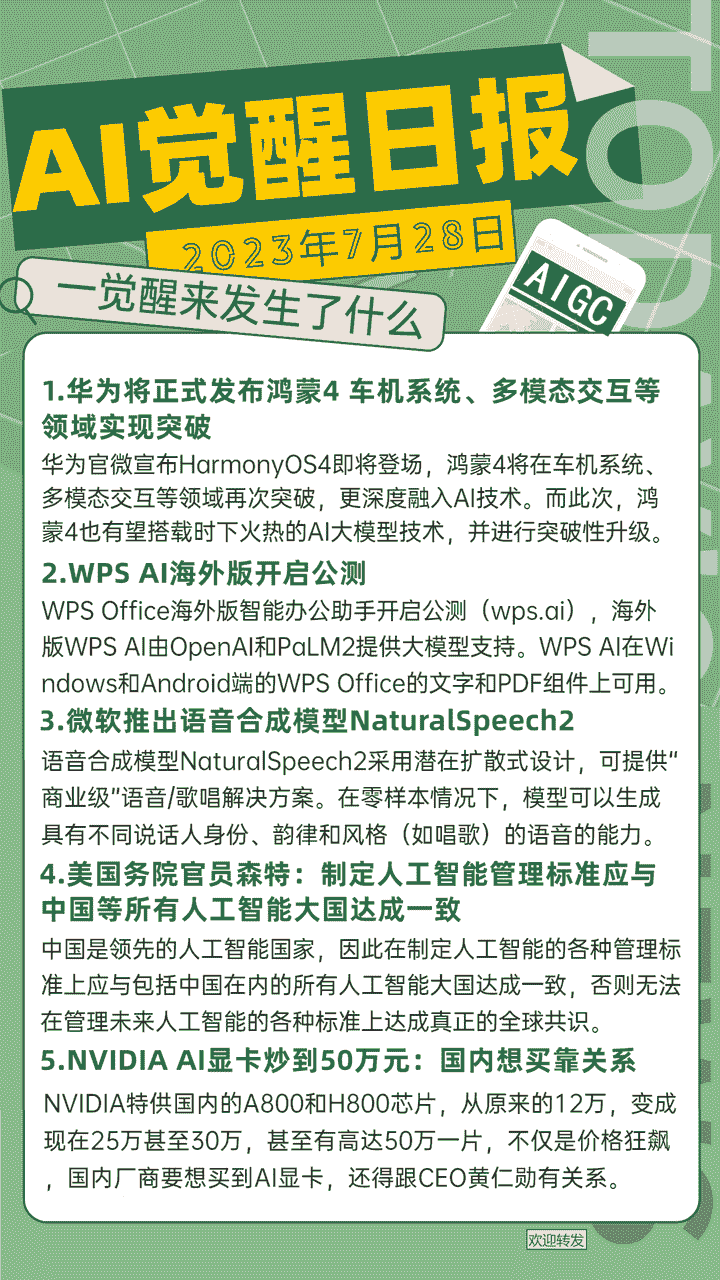 AI觉醒日报
2023年7月28日
一觉醒来发生了什么
AIGC
1.华为将正式发布鸿蒙4 车机系统、多模态交互等
领域实现突破
华为官微宣布HarmonyOS4即将登场，鸿蒙4将在车机系统、
多模态交互等领域再次突破，更深度融入AI技术。而此次，鸿
蒙4也有望搭载时下火热的AI大模型技术，并进行突破性升级。
2.WPS AI海外版开启公测
WPS Office海外版智能办公助手开启公测（wps.ai），海外
版WPS AI由OpenAI和PaLM2提供大模型支持。WPS AI在Wi
ndows和Android端的WPS Office的文字和PDF组件上可用。
3.微软推出语音合成模型NaturalSpeech2
语音合成模型NaturalSpeech2采用潜在扩散式设计，可提供“
商业级”语音/歌唱解决方案。在零样本情况下，模型可以生成
具有不同说话人身份、韵律和风格（如唱歌）的语音的能力。
4.美国务院官员森特：制定人工智能管理标准应与
中国等所有人工智能大国达成一致
中国是领先的人工智能国家，因此在制定人工智能的各种管理标
准上应与包括中国在内的所有人工智能大国达成一致，否则无法
在管理未来人工智能的各种标准上达成真正的全球共识。
5.NVIDIA AI显卡炒到50万元：国内想买靠关系
NVIDIA特供国内的A800和H800芯片，从原来的12万，变成
现在25万甚至30万，甚至有高达50万一片，不仅是价格狂飙
，国内厂商要想买到AI显卡，还得跟CEO黄仁勋有关系。
欢迎转发